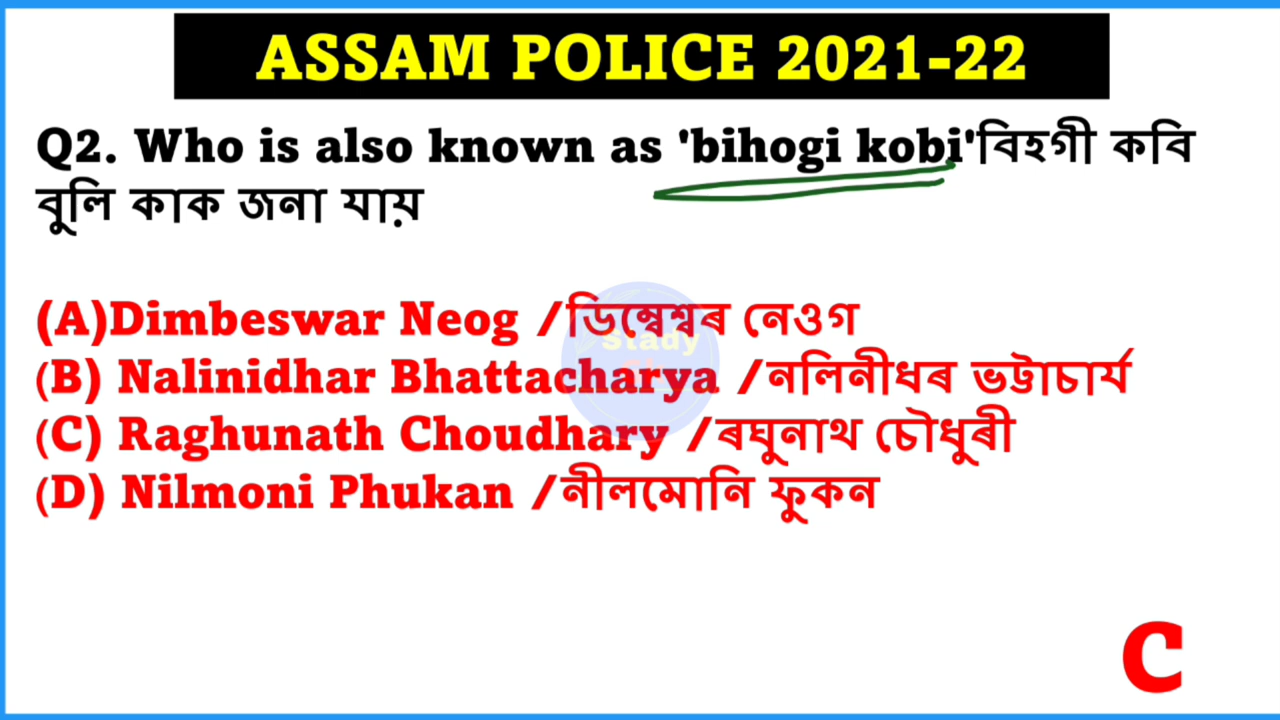 ASSAM POLICE 2021-22
Q2. Who is also known as 'bihogi kobi'বিহগী কবি
বুলি কাক জনা যায়
(A)Dimbeswar Neog /ডিম্বেশ্বৰ নেওগ
Stady
(B) Nalinidhar Bhattacharya /নলিনীধৰ ভট্টাচাৰ্য
(C) Raghunath Choudhary /ৰঘুনাথ চৌধুৰী
(D) Nilmoni Phukan /নীলমোনি ফুকন
C